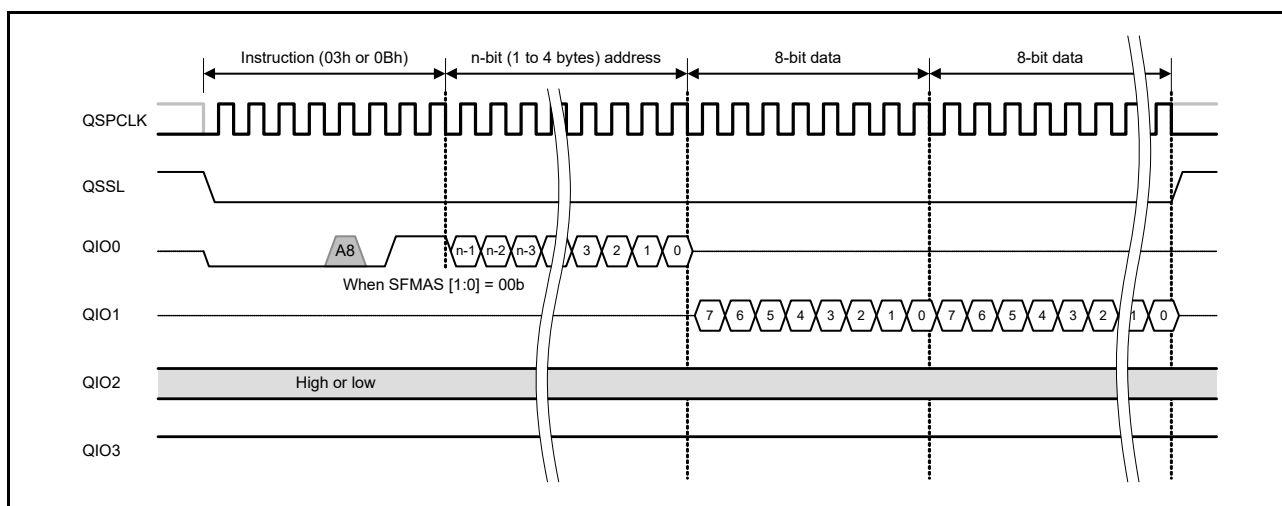 Instruction (03h or 0Bh) n-bit (1 to 4 bytes) address 8-bit data 8-bit data
QSPCLK
QSSL
QIO0 A8 n-1 n-2 n-3 3 2 1 0
When SFMAS [1:0] = 00b
QIO1 7 6 5 4 3 2 1 0 7 6 5 4 3 2 1 0
QIO2 High or low
QIO3